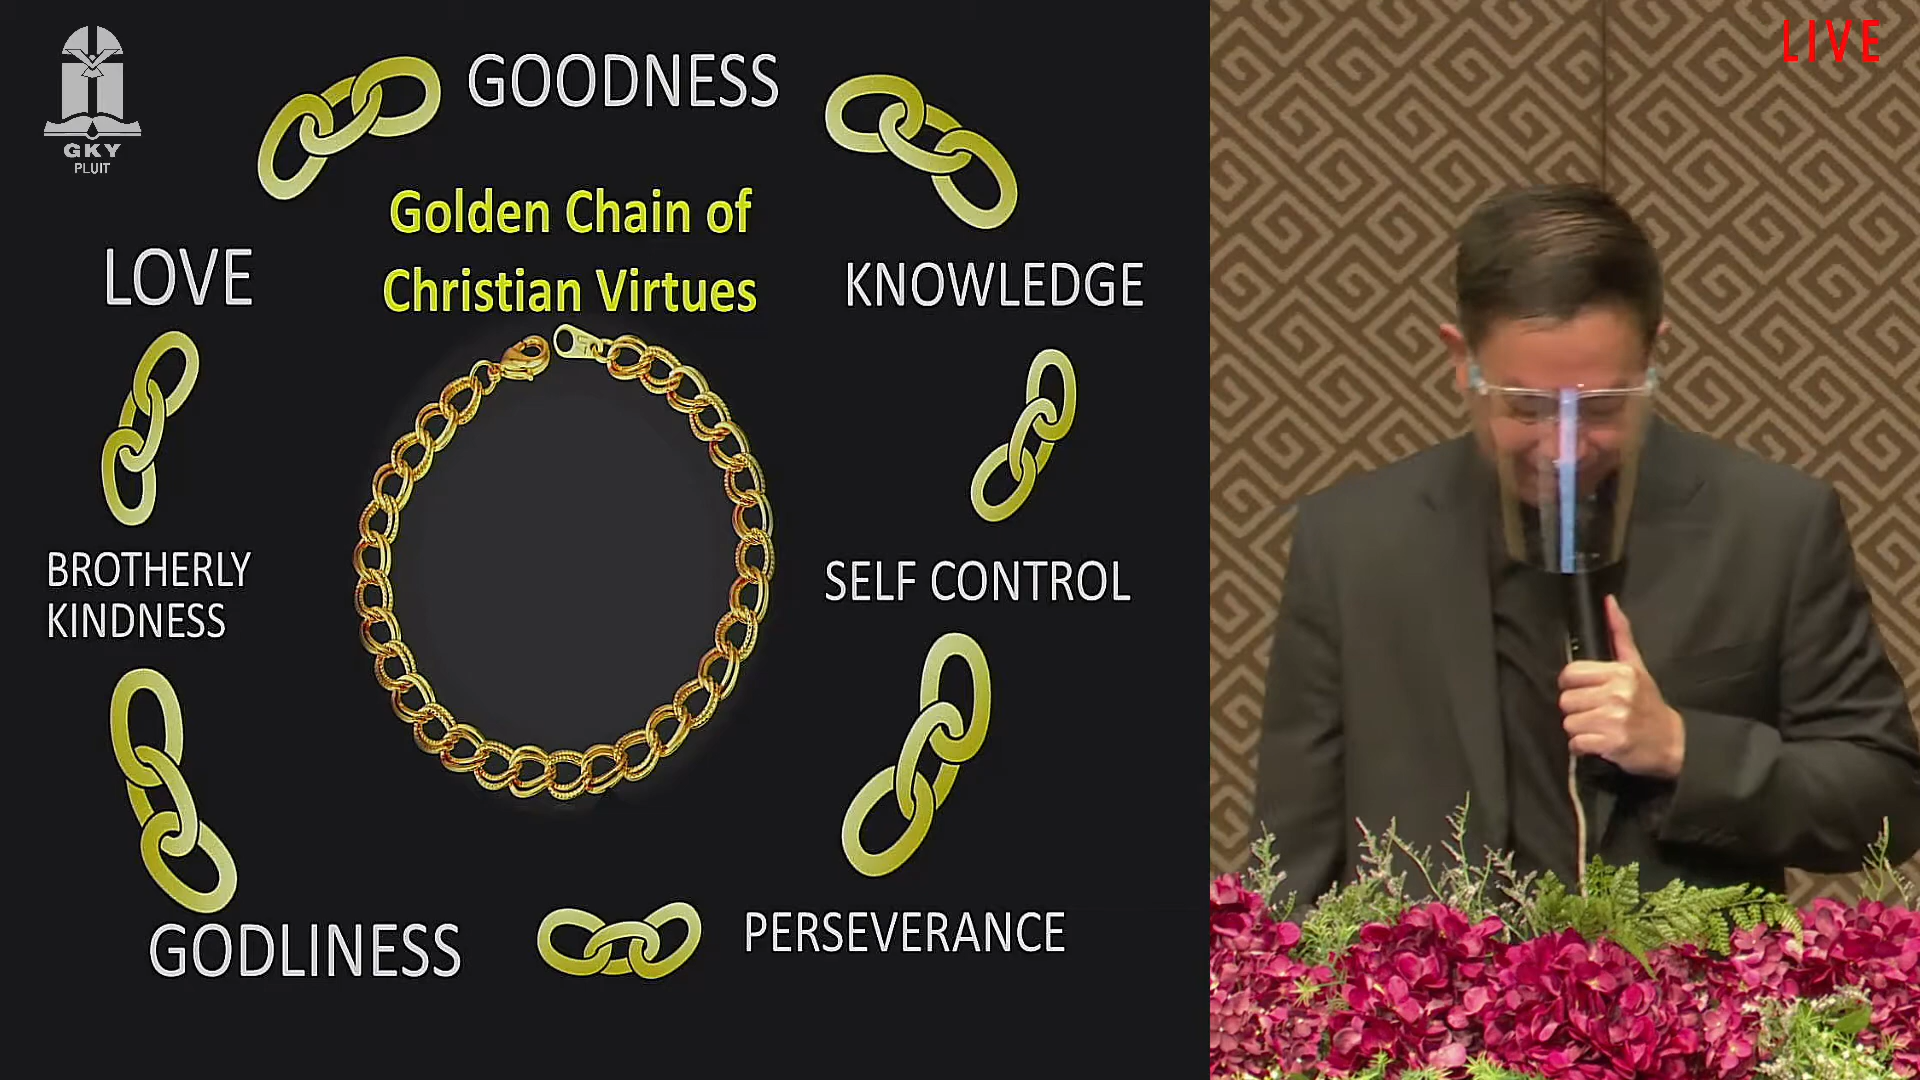 GKY
PLUIT
GOODNESS
Golden Chain of
Christian Virtues
LOVE
KNOWLEDGE
BROTHERLY
KINDNESS
SELF CONTROL
GODLINESS
PERSEVERANCE
LIVE